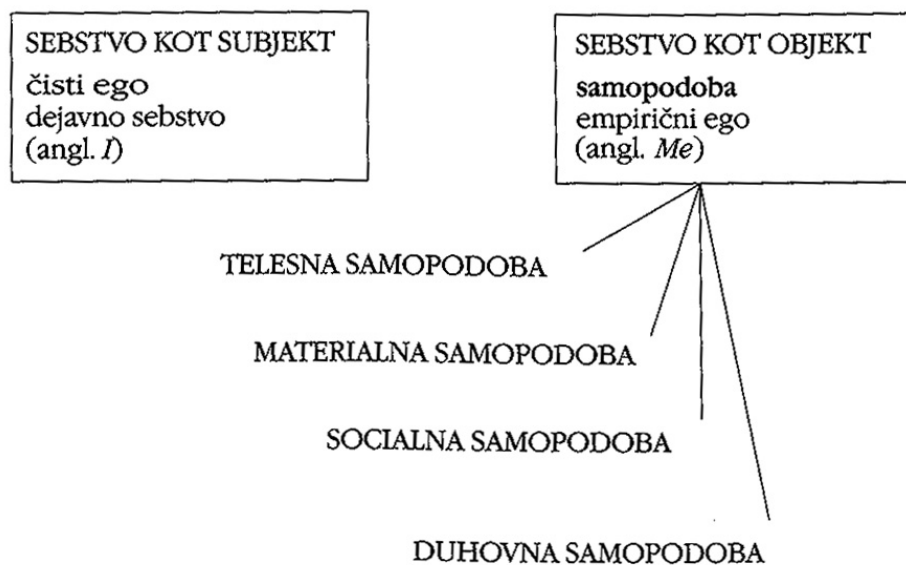 SEBSTVO KOT SUBJEKT
čisti ego
dejavno sebstvo
(angl. I)
SEBSTVO KOT OBJEKT
samopodoba
empirični ego
(angl. Me)
TELESNA SAMOPODOBA
MATERIALNA SAMOPODOBA
SOCIALNA SAMOPODOBA
DUHOVNA SAMOPODOBA